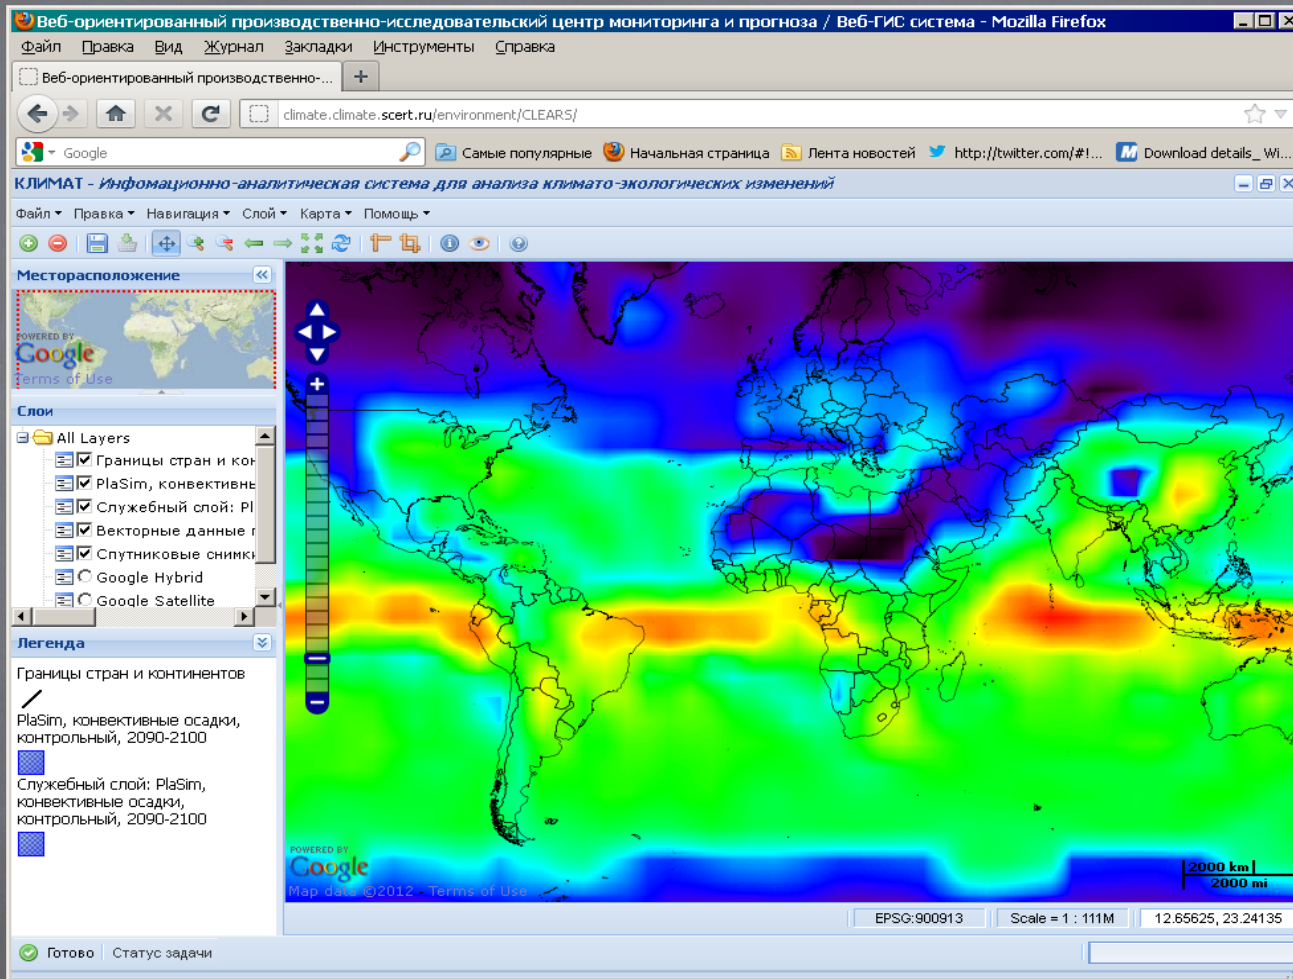 Веб-ориентированный производственно-исследовательский центр мониторинга и прогноза / Веб-ГИС система - Mozilla Firefox
Файл Правка Вид Журнал Закладки Инструменты Справка
Веб-ориентированный производственно-...
climate.climate.scert.ru/environment/CLEARS/
Google Самые популярные Начальная страница Лента новостей http://twitter.com/#!... Download details_ Wi...
КЛИМАТ - Инфомационно-аналитическая система для анализа климато-экологических изменений
Файл Правка Навигация Слой Карта Помощь
Месторасположение
POWERED BY
Google
Terms of Use
Слои
All Layers
Границы стран и кон
PlaSim, конвективны
Служебный слой: Pl
Векторные данные г
Спутниковые снимк
Google Hybrid
Google Satellite
Легенда
Границы стран и континентов
PlaSim, конвективные осадки,
контрольный, 2090-2100
Служебный слой: PlaSim,
конвективные осадки,
контрольный, 2090-2100
POWERED BY
Google
Map data ©2012 - Terms of Use
2000 km
2000 mi
EPSG:900913 Scale = 1 : 111M 12.65625, 23.24135
Готово Статус задачи